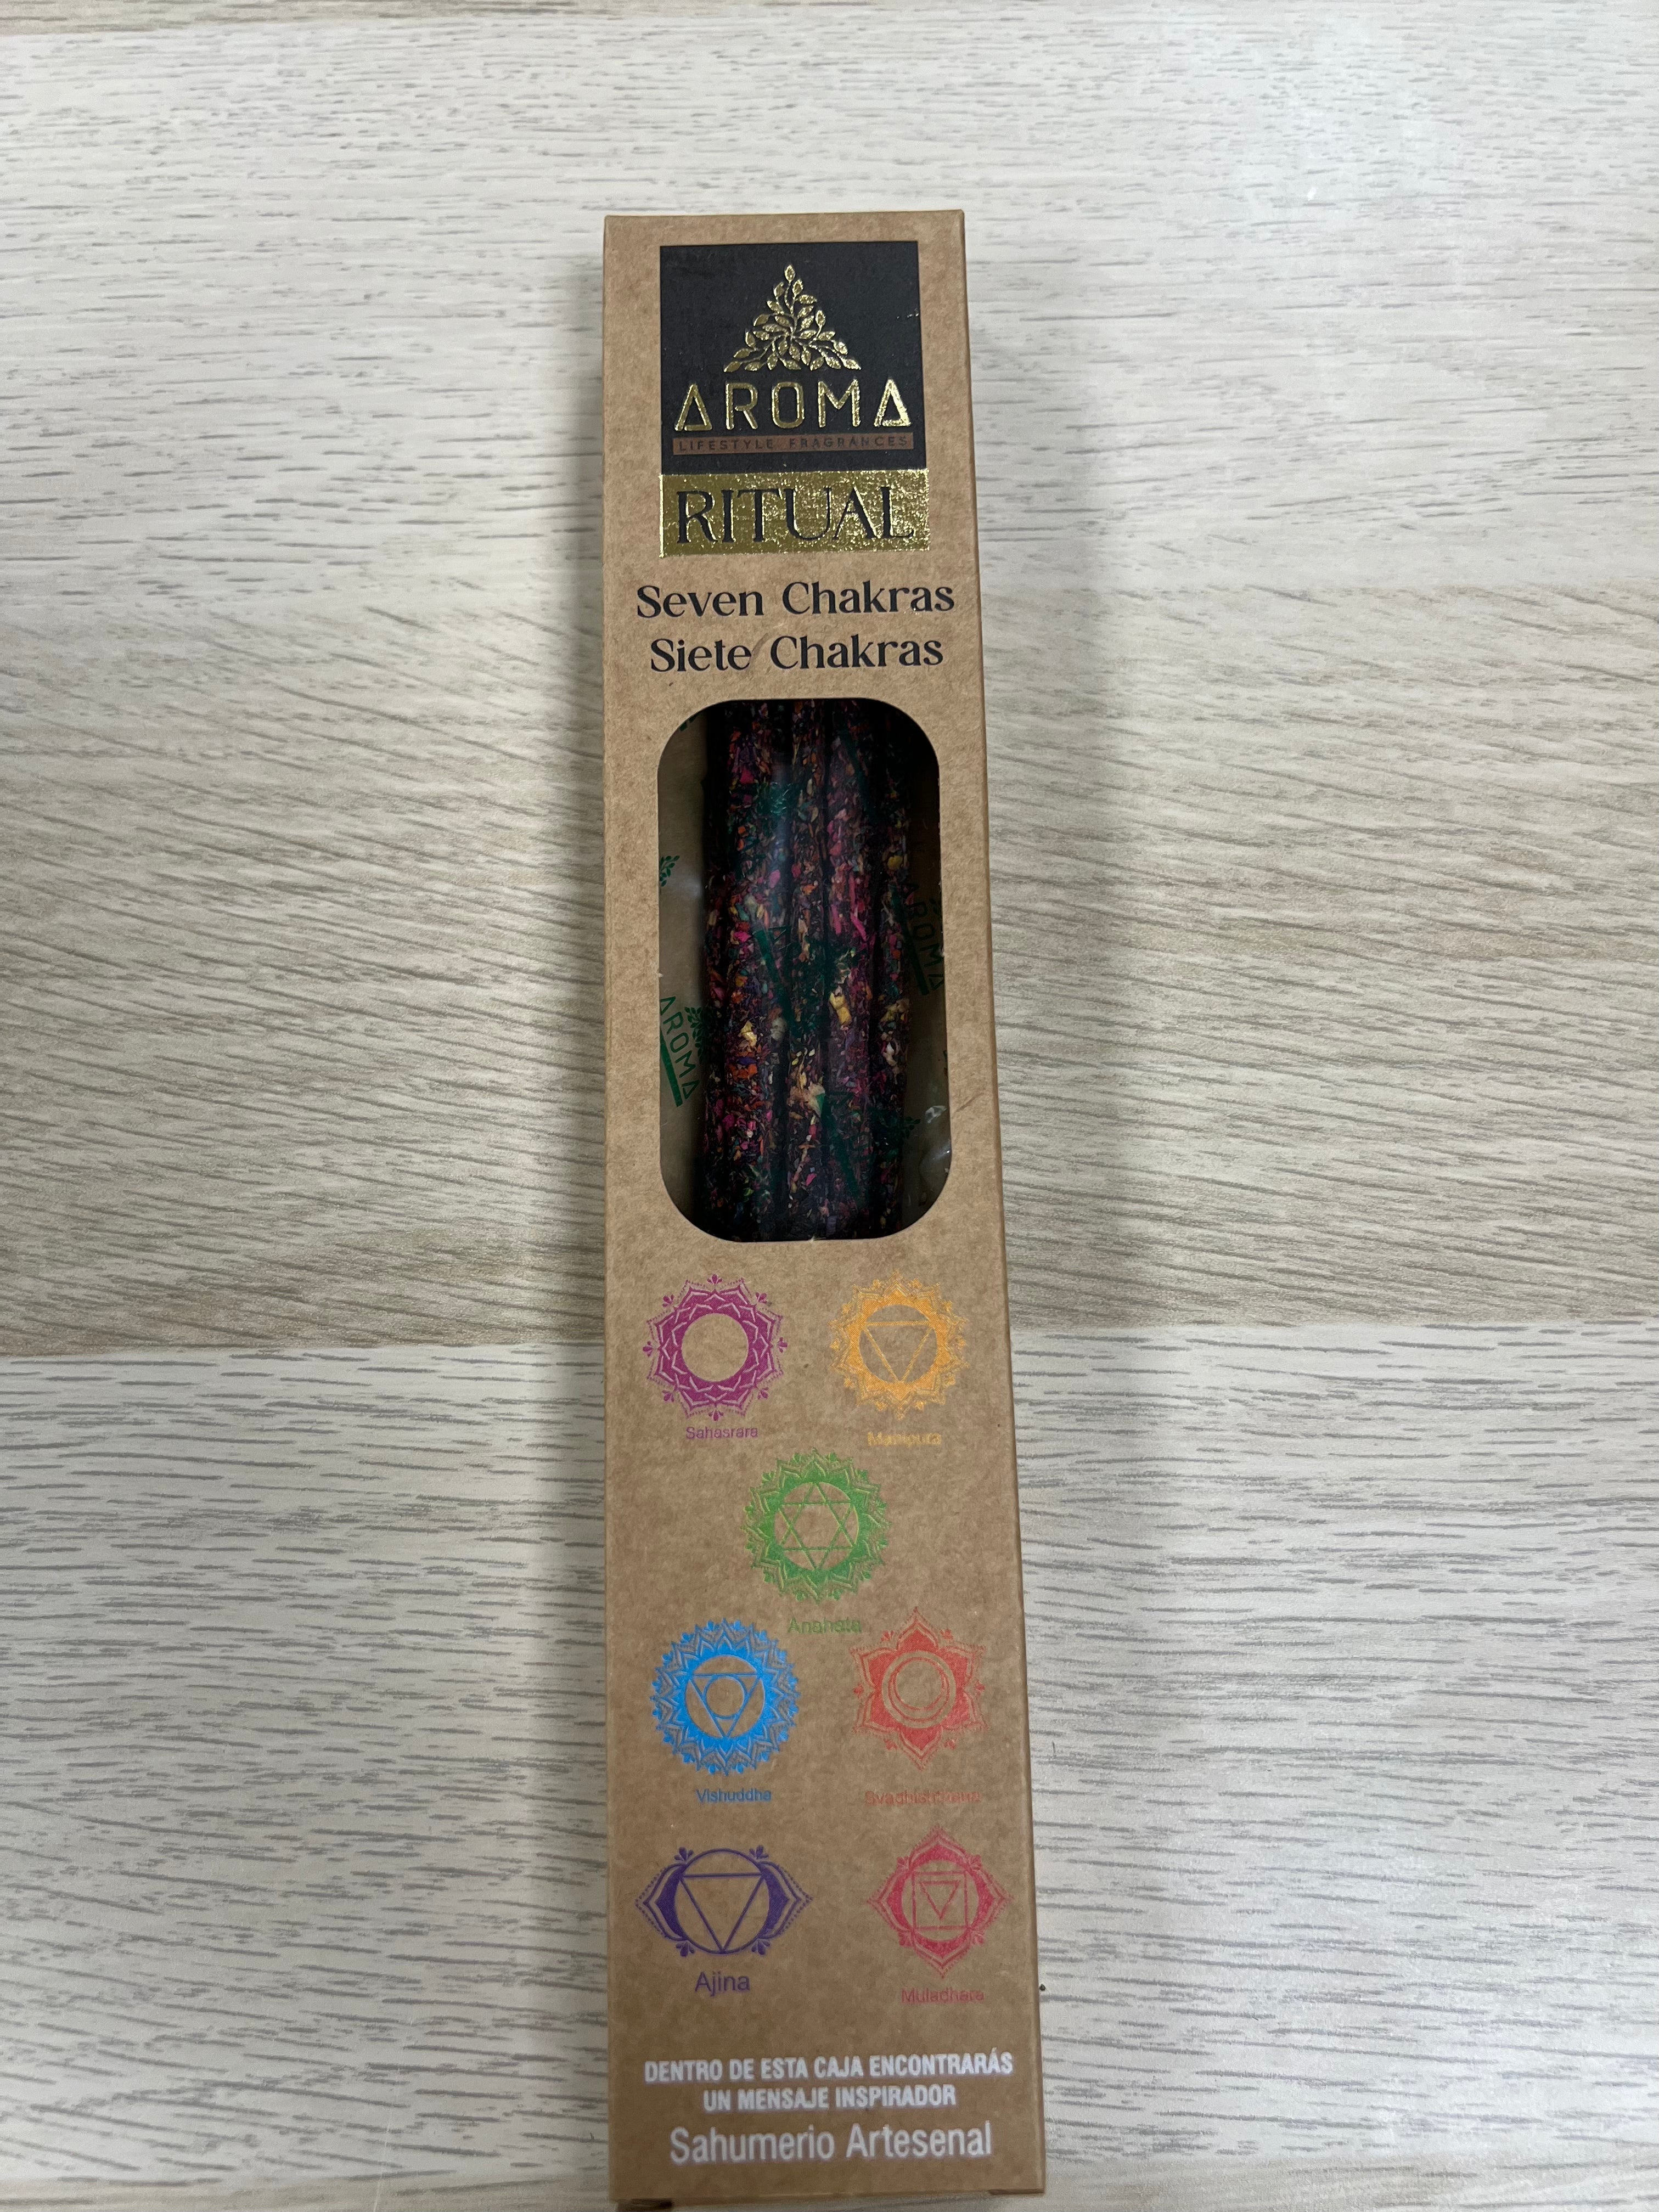 AROMA
LIFESTYLE FRAGRANCES
RITUAL
Seven Chakras
Siete Chakras
AROMA
AROMA
Sahasrara
Manipura
Anahata
Vishuddha
Ajina
Muladhara
DENTRO DE ESTA CAJA ENCONTRARÁS
UN MENSAJE INSPIRADOR
Sahumerio Artesenal